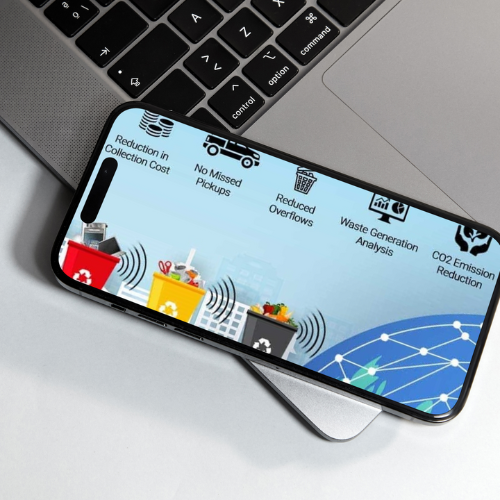 A
Z
⌘
command
< ,
> .
⌥
option
^
control
Reduction in
Collection Cost
No Missed
Pickups
Reduced
Overflows
Waste Generation
Analysis
CO2 Emission
Reduction